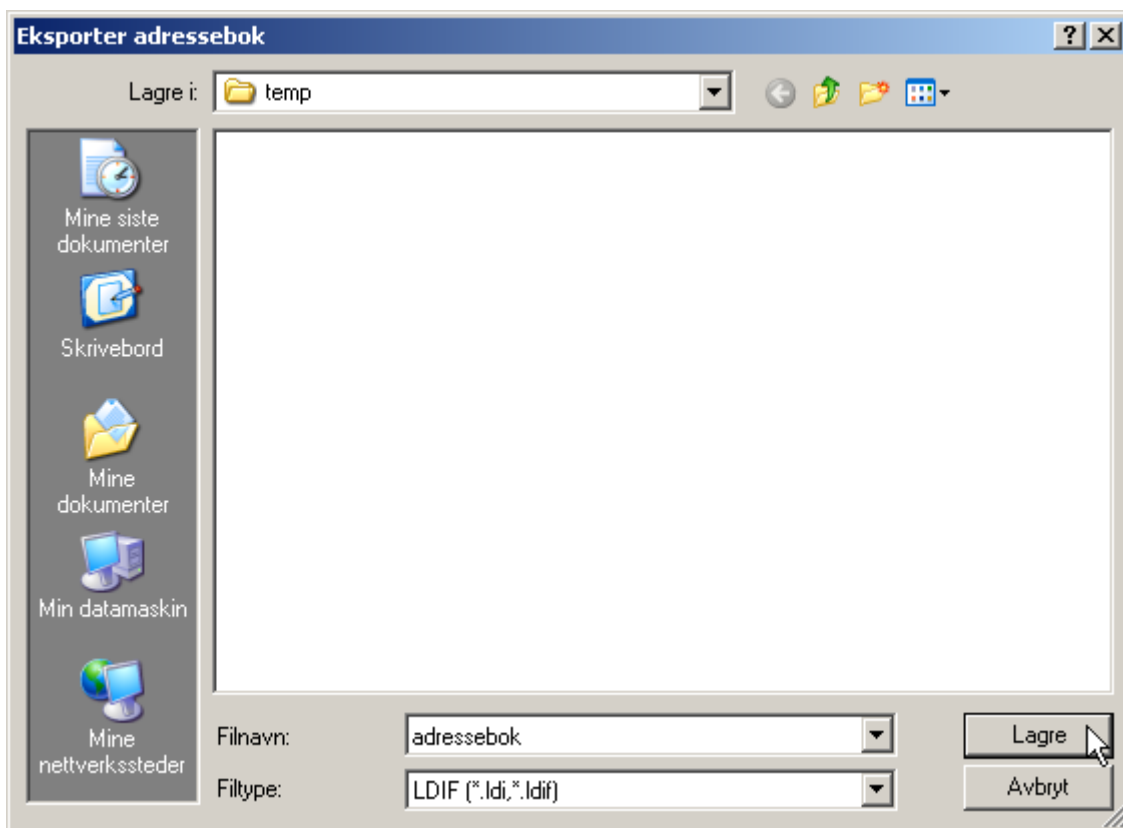 Eksporter adressebok
Lagre i:
temp
Mine siste
dokumenter
Skrivebord
Mine
dokumenter
Min datamaskin
Mine
nettverkssteder
Filnavn:
adressebok
Lagre
Filtype:
LDIF (*.ldi,*.ldif)
Avbryt